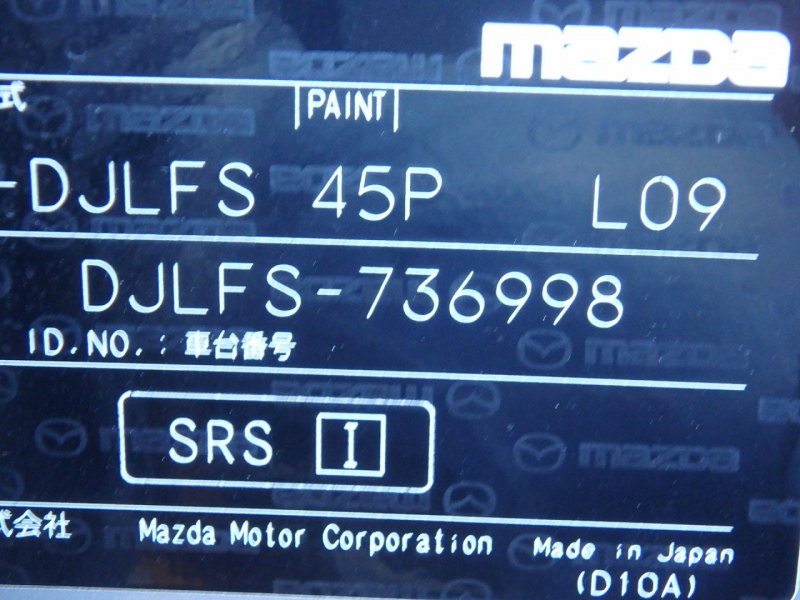 mazda
式 PAINT
-DJLFS 45P L09
DJLFS-736998
ID.NO.: 車台番号
SRS I
式会社 Mazda Motor Corporation Made in Japan
(D10A)